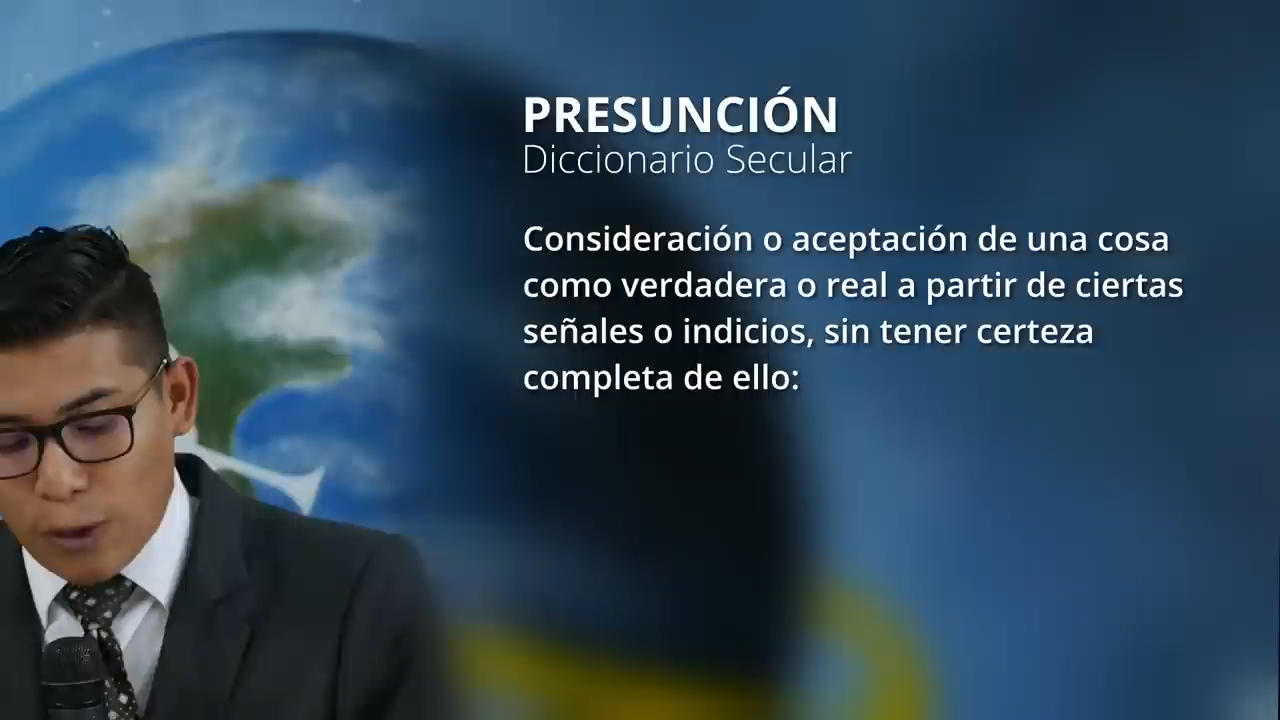 PRESUNCIÓN
Diccionario Secular
Consideración o aceptación de una cosa
como verdadera o real a partir de ciertas
señales o indicios, sin tener certeza
completa de ello: